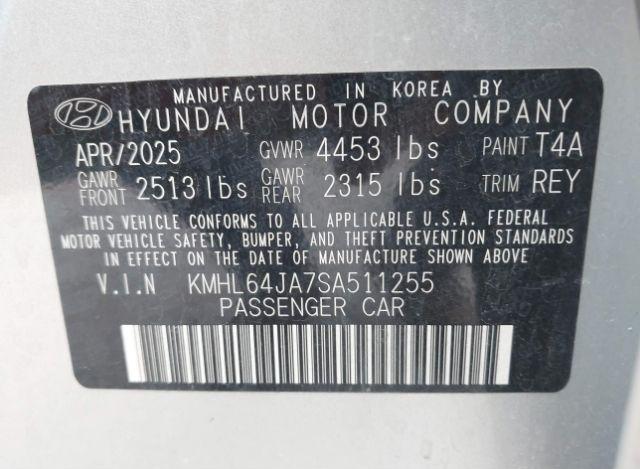 MANUFACTURED IN KOREA BY
HYUNDAI MOTOR COMPANY
APR/2025 GVWR 4453 lbs PAINT T4A
GAWR FRONT 2513 lbs GAWR REAR 2315 lbs TRIM REY
THIS VEHICLE CONFORMS TO ALL APPLICABLE U.S.A. FEDERAL
MOTOR VEHICLE SAFETY, BUMPER, AND THEFT PREVENTION STANDARDS
IN EFFECT ON THE DATE OF MANUFACTURE SHOWN ABOVE.
V.I.N KMHL64JA7SA511255
PASSENGER CAR